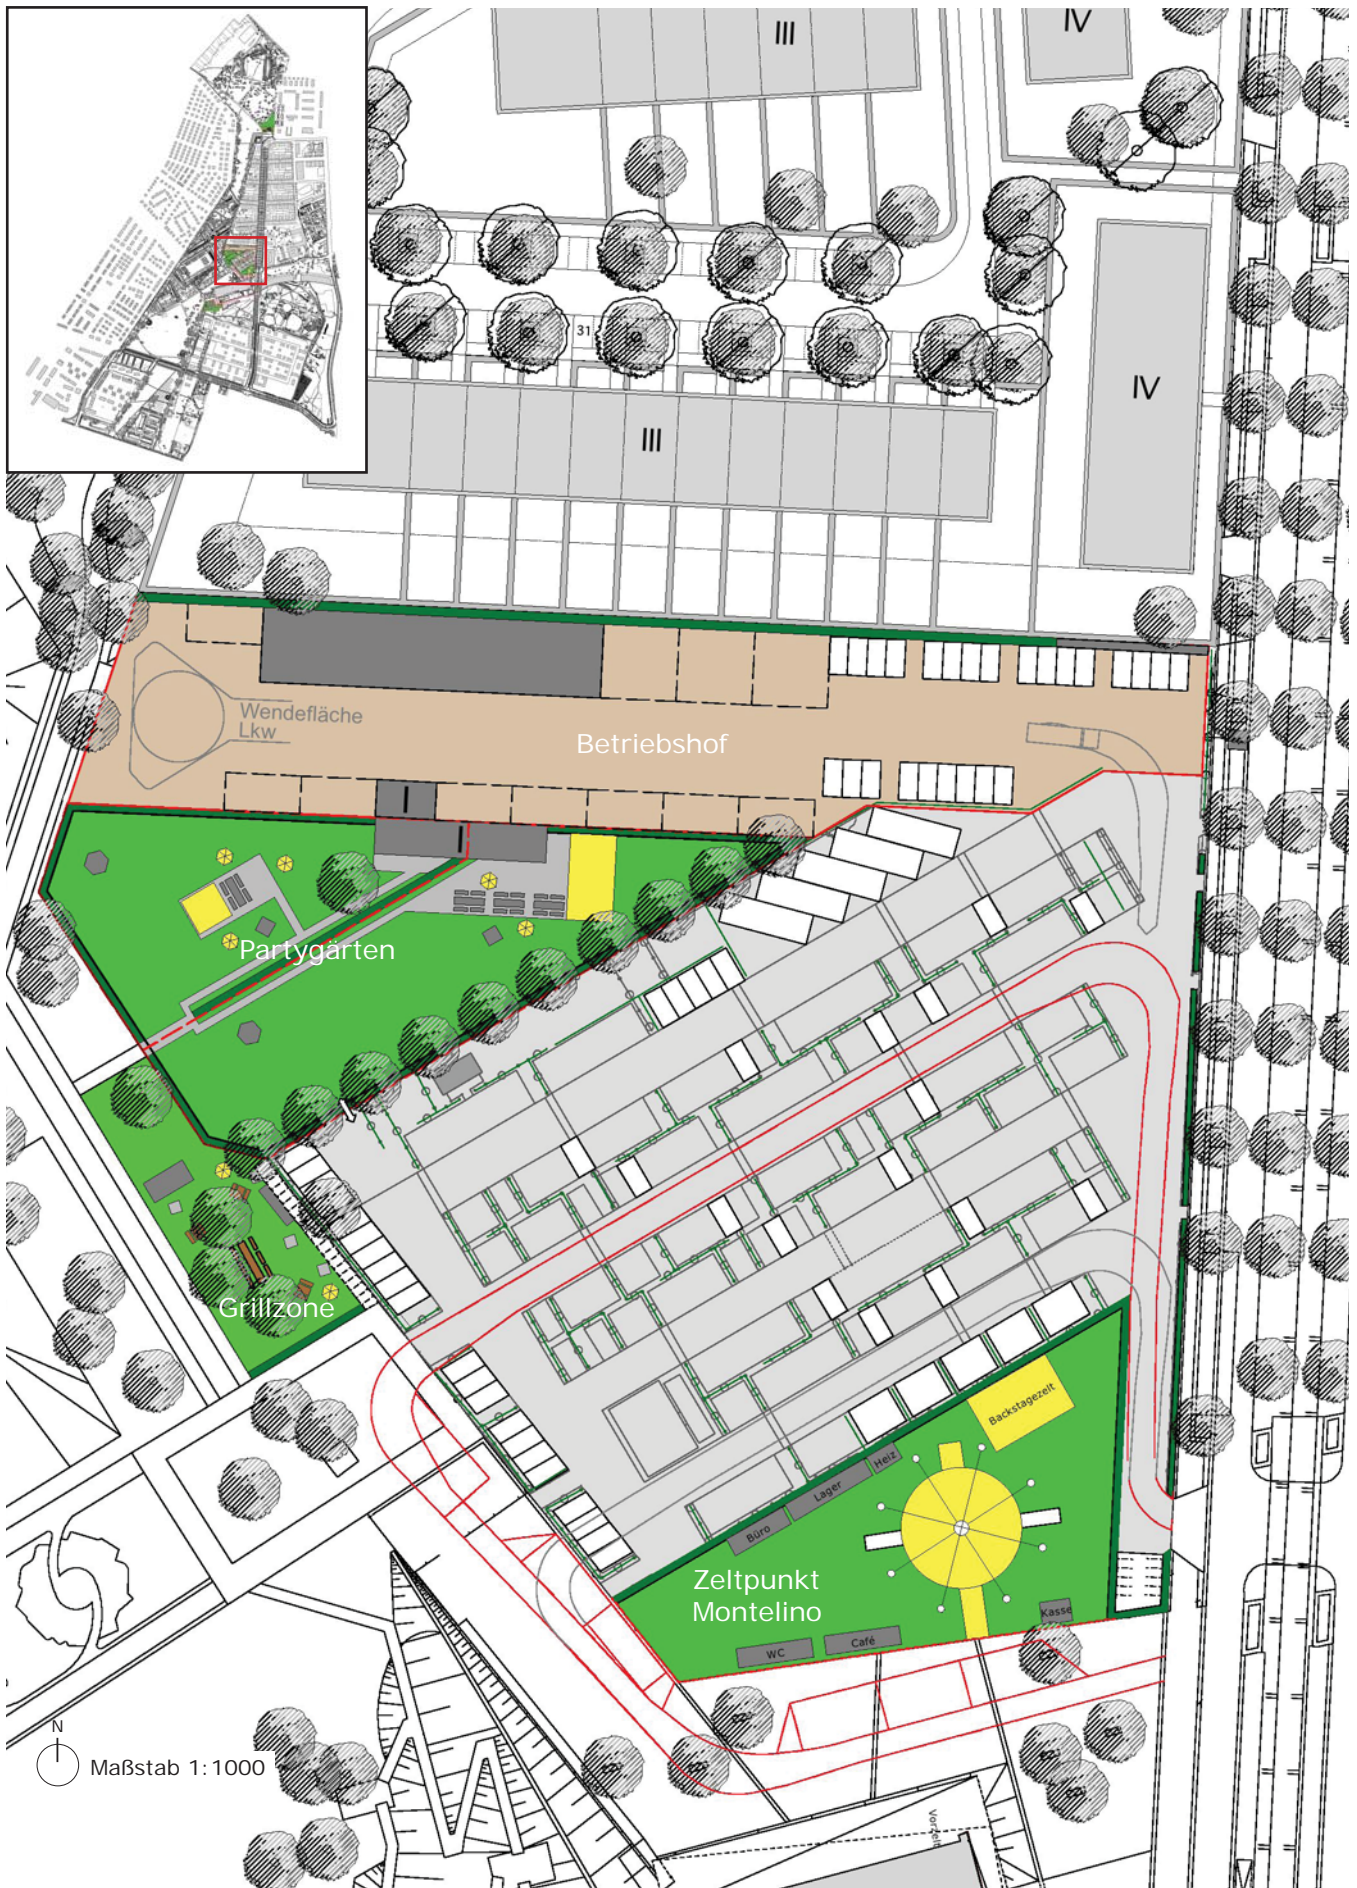 III
IV
31
III
IV
Wendefläche
Lkw
Betriebshof
I
I
Partygärten
Grillzone
Backstagezelt
Heiz
Lager
Büro
Zeltpunkt
Montelino
Kasse
Café
WC
N
Maßstab 1:1000